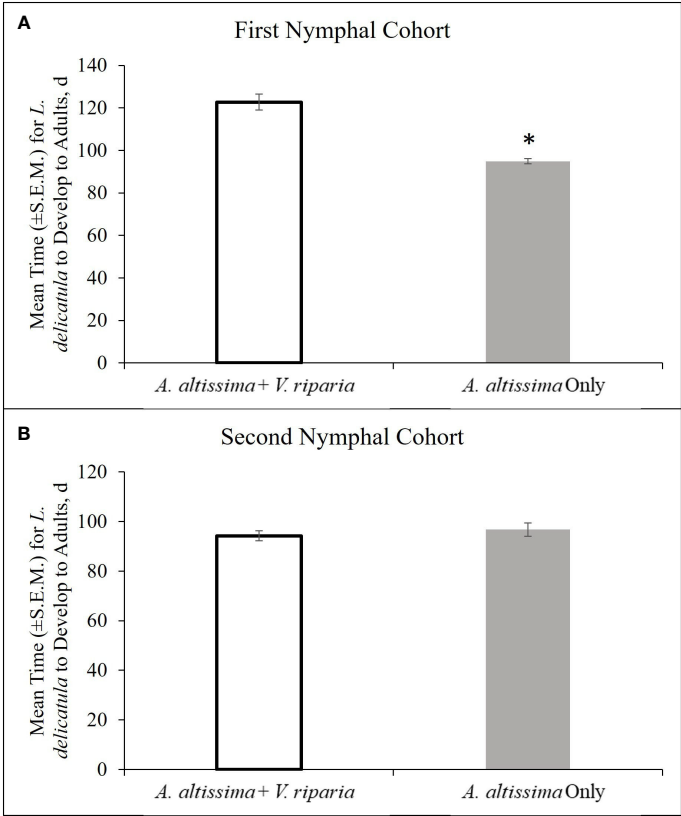 A
First Nymphal Cohort
Mean Time (±S.E.M.) for L.
delicatula to Develop to Adults, d
140
120
100
80
60
40
20
0
*
A. altissima + V. riparia
A. altissima Only
B
Second Nymphal Cohort
Mean Time (±S.E.M.) for L.
delicatula to Develop to Adults, d
120
100
80
60
40
20
0
A. altissima + V. riparia
A. altissima Only